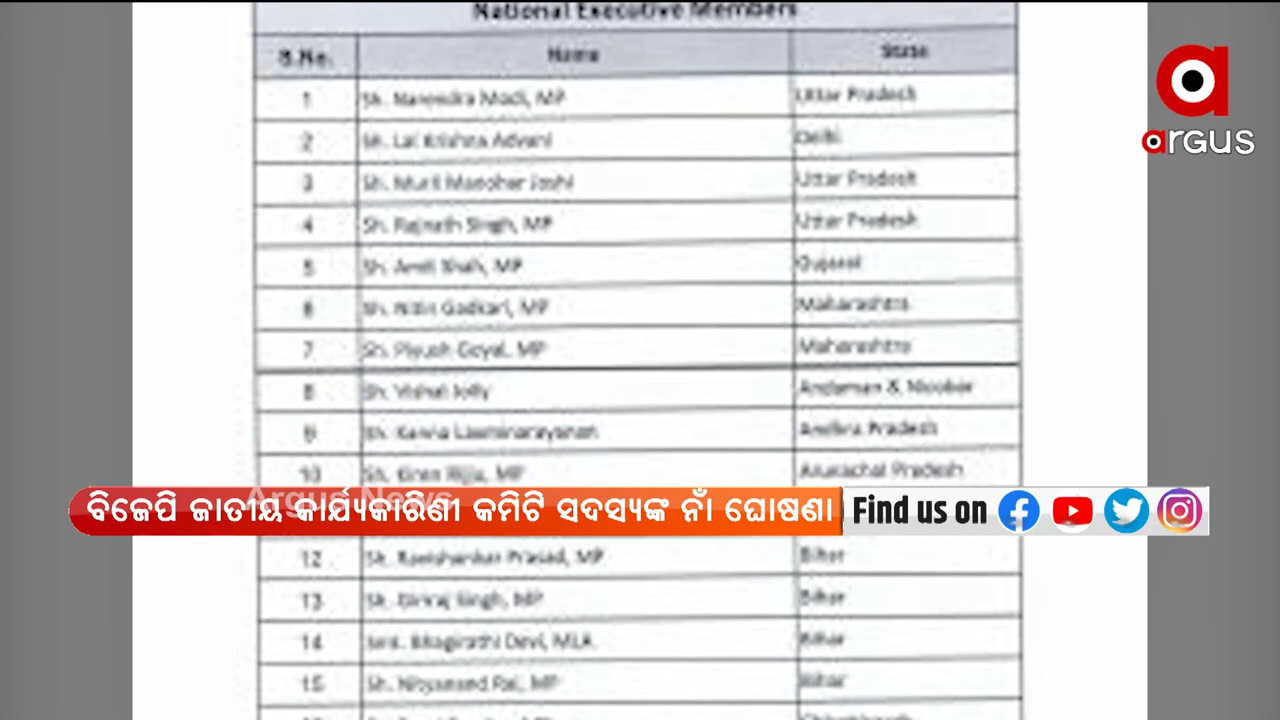 National Executive Members
S.No. Name State
1 Sh. Narendra Modi, MP Uttar Pradesh
2 Sh. Lal Krishna Advani Delhi
3 Sh. Murli Manohar Joshi Uttar Pradesh
4 Sh. Rajnath Singh, MP Uttar Pradesh
5 Sh. Amit Shah, MP Gujarat
6 Sh. Nitin Gadkari, MP Maharashtra
7 Sh. Piyush Goyal, MP Maharashtra
8 Sh. Vishal Jolly Andaman & Nicobar
9 Sh. Kanna Laxminarayanan Andhra Pradesh
10 Sh. Kiren Rijju, MP Arunachal Pradesh
Argus News
ବିଜେପି ଜାତୀୟ କାର୍ଯ୍ୟକାରିଣୀ କମିଟି ସଦସ୍ୟଙ୍କ ନାଁ ଘୋଷଣା Find us on
12 Sh. Ravishankar Prasad, MP Bihar
13 Sh. Giriraj Singh, MP Bihar
14 Smt. Bhagirathi Devi, MLA Bihar
15 Sh. Nityanand Rai, MP Bihar
argus